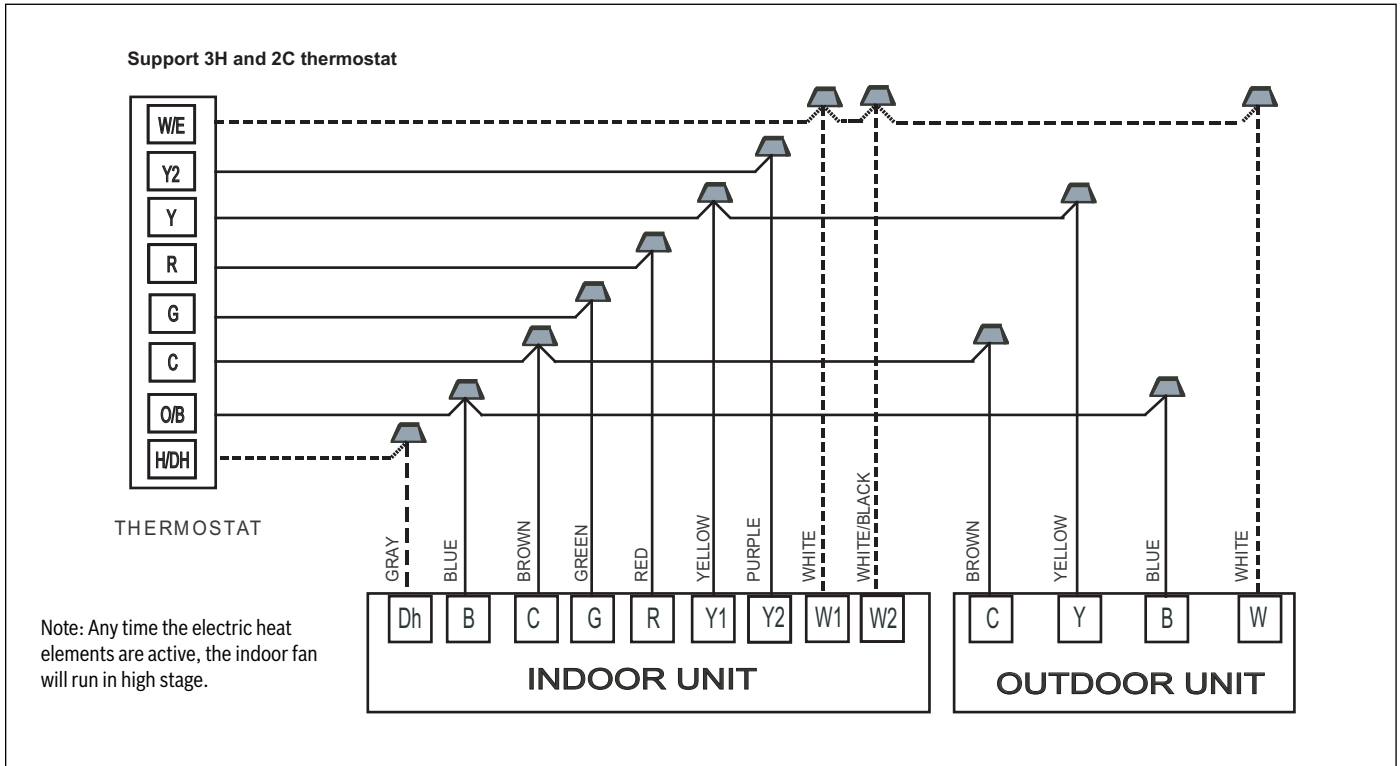 Support 3H and 2C thermostat
W/E
Y2
Y
R
G
C
O/B
H/DH
THERMOSTAT
GRAY
BLUE
BROWN
GREEN
RED
YELLOW
PURPLE
WHITE
WHITE/BLACK
BROWN
YELLOW
BLUE
WHITE
Dh B C G R Y1 Y2 W1 W2
C Y B W
INDOOR UNIT
OUTDOOR UNIT
Note: Any time the electric heat
elements are active, the indoor fan
will run in high stage.